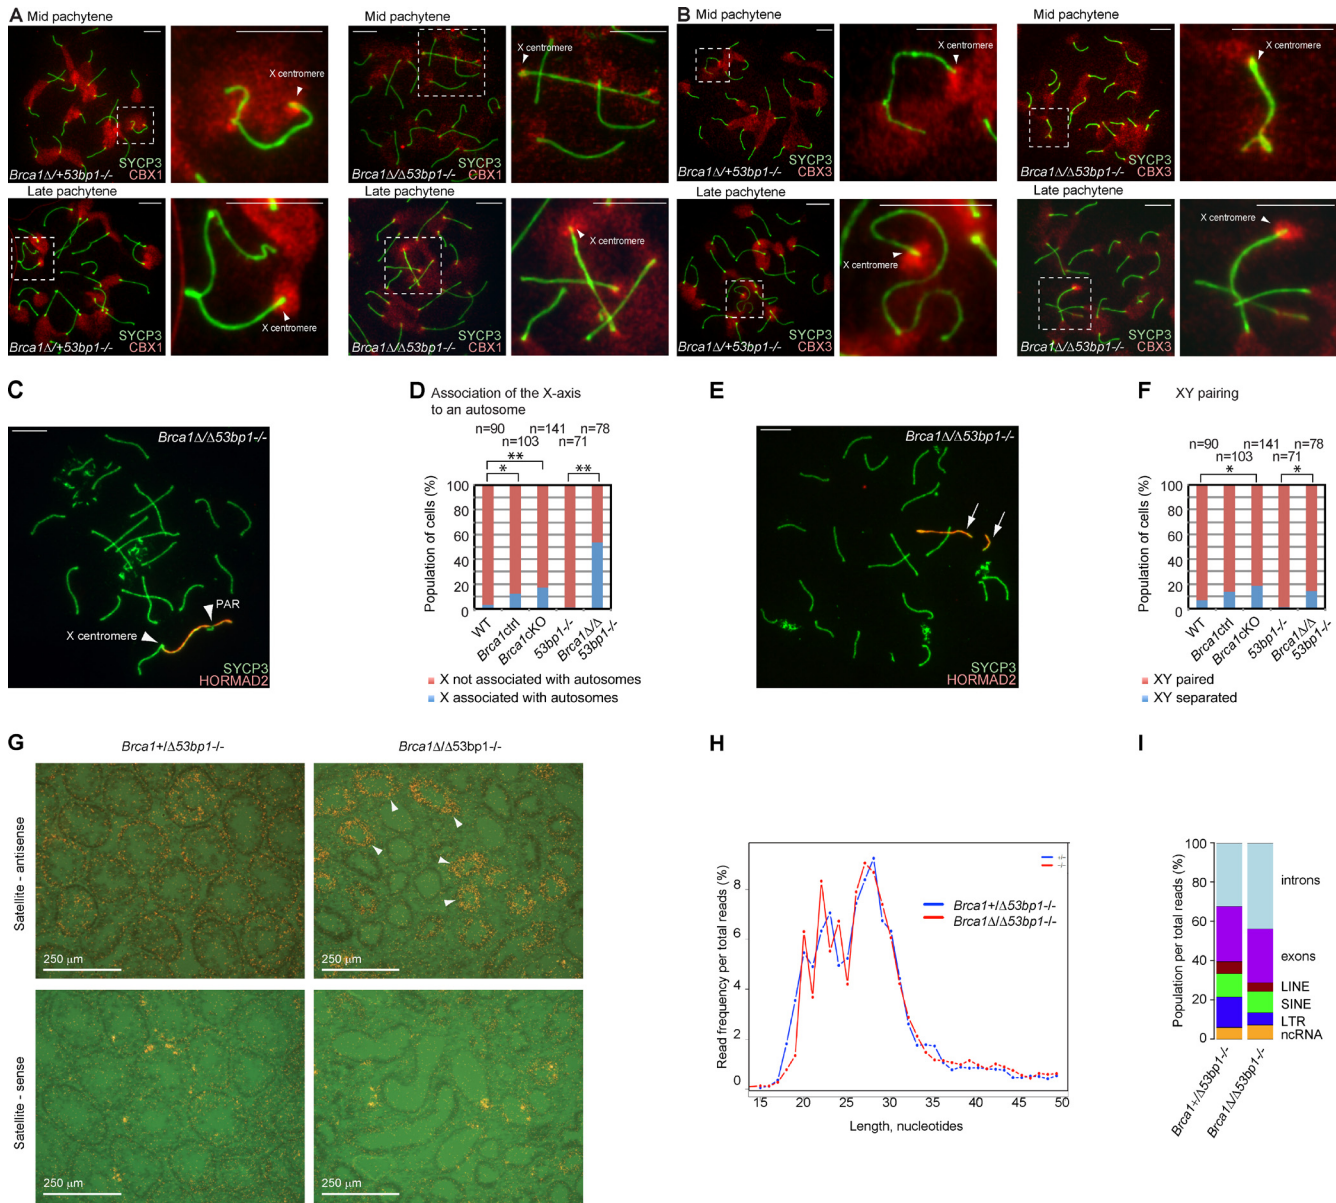 A Mid pachytene
Mid pachytene
B Mid pachytene
Mid pachytene
X centromere
X centromere
X centromere
X centromere
SYCP3
CBX1
Brca1Δ/+53bp1-/-
SYCP3
CBX1
Brca1Δ/Δ53bp1-/-
SYCP3
CBX3
Brca1Δ/+53bp1-/-
SYCP3
CBX3
Brca1Δ/Δ53bp1-/-
Late pachytene
Late pachytene
Late pachytene
Late pachytene
X centromere
X centromere
X centromere
X centromere
SYCP3
CBX1
Brca1Δ/+53bp1-/-
SYCP3
CBX1
Brca1Δ/Δ53bp1-/-
SYCP3
CBX3
Brca1Δ/+53bp1-/-
SYCP3
CBX3
Brca1Δ/Δ53bp1-/-
C
Brca1Δ/Δ53bp1-/-
PAR
X centromere
SYCP3
HORMAD2
D Association of the X-axis
to an autosome
n=90 n=141 n=78
n=103 n=71
** 
* **
Population of cells (%)
100
80
60
40
20
0
WT
Brca1ctrl
Brca1cKO
53bp1-/-
Brca1Δ/Δ
53bp1-/-
X not associated with autosomes
X associated with autosomes
E
Brca1Δ/Δ53bp1-/-
SYCP3
HORMAD2
F XY pairing
n=90 n=141 n=78
n=103 n=71
* *
Population of cells (%)
100
80
60
40
20
0
WT
Brca1ctrl
Brca1cKO
53bp1-/-
Brca1Δ/Δ
53bp1-/-
XY paired
XY separated
G
Brca1+/Δ53bp1-/-
Brca1Δ/Δ53bp1-/-
Satellite - antisense
250 μm
250 μm
Satellite - sense
250 μm
250 μm
H
Read frequency per total reads (%)
8
6
4
2
0
+/-
-/-
Brca1+/Δ53bp1-/-
Brca1Δ/Δ53bp1-/-
15 20 25 30 35 40 45 50
Length, nucleotides
I
Population per total reads (%)
100
80
60
40
20
0
introns
exons
LINE
SINE
LTR
ncRNA
Brca1+/Δ53bp1-/-
Brca1Δ/Δ53bp1-/-